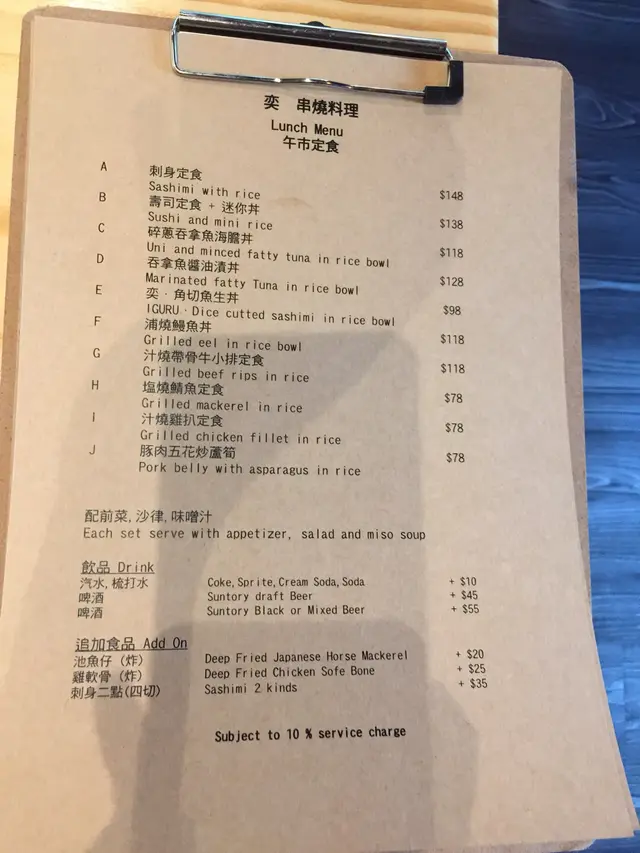 奕 串燒料理
Lunch Menu
午市定食
A 刺身定食
Sashimi with rice $148
B 壽司定食 + 迷你丼
Sushi and mini rice $138
C 碎蔥吞拿魚海膽丼
Uni and minced fatty tuna in rice bowl $118
D 吞拿魚醬油漬丼
Marinated fatty Tuna in rice bowl $128
E 奕・角切魚生丼
IGURU・Dice cutted sashimi in rice bowl $98
F 浦燒鰻魚丼
Grilled eel in rice bowl $118
G 汁燒帶骨牛小排定食
Grilled beef rips in rice $118
H 塩燒鯖魚定食
Grilled mackerel in rice $78
I 汁燒雞扒定食
Grilled chicken fillet in rice $78
J 豚肉五花炒蘆筍
Pork belly with asparagus in rice $78
配前菜,沙律,味噌汁
Each set serve with appetizer, salad and miso soup
飲品 Drink
汽水,梳打水 Coke,Sprite,Cream Soda,Soda + $10
啤酒 Suntory draft Beer + $45
啤酒 Suntory Black or Mixed Beer + $55
追加食品 Add On
池魚仔 (炸) Deep Fried Japanese Horse Mackerel + $20
雞軟骨 (炸) Deep Fried Chicken Sofe Bone + $25
刺身二點(四切) Sashimi 2 kinds + $35
Subject to 10 % service charge